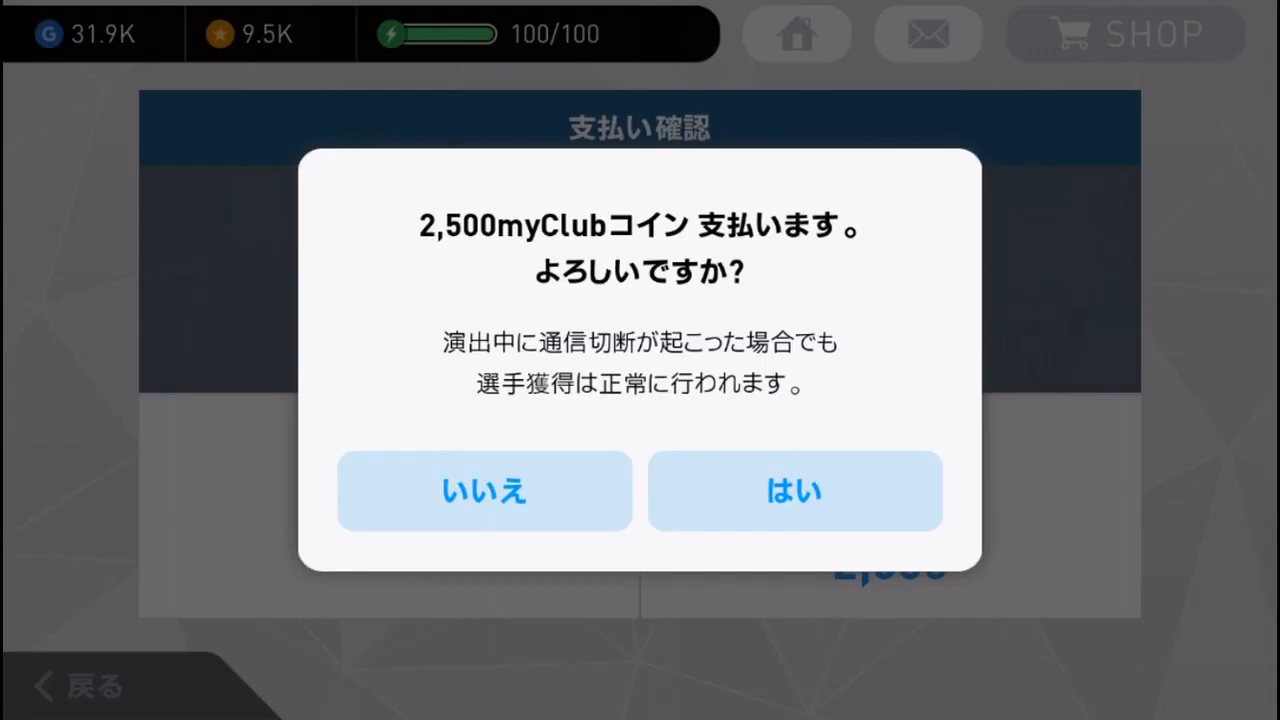 G 31.9K 9.5K 100/100 SHOP
支払い確認
2,500myClubコイン 支払います。
よろしいですか?
演出中に通信切断が起こった場合でも
選手獲得は正常に行われます。
いいえ はい
戻る